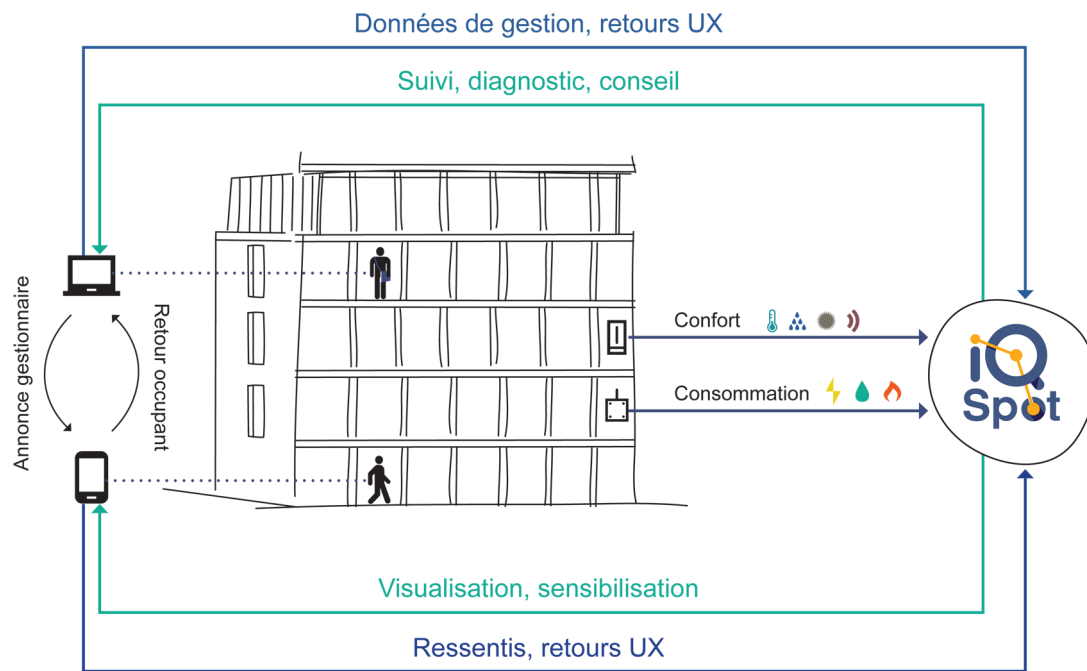 Données de gestion, retours UX
Suivi, diagnostic, conseil
Annonce gestionnaire
Retour occupant
Confort
Consommation
iQ
Spot
Visualisation, sensibilisation
Ressentis, retours UX